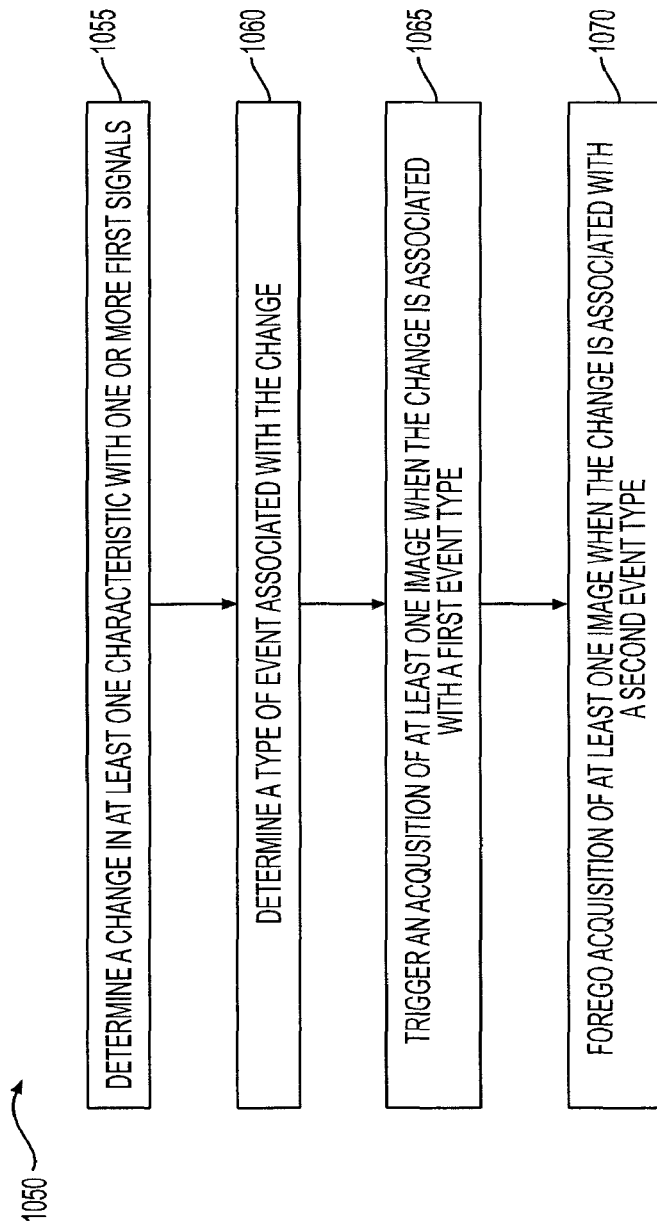 1050
DETERMINE A CHANGE IN AT LEAST ONE CHARACTERISTIC WITH ONE OR MORE FIRST SIGNALS
1055
DETERMINE A TYPE OF EVENT ASSOCIATED WITH THE CHANGE
1060
TRIGGER AN ACQUSITION OF AT LEAST ONE IMAGE WHEN THE CHANGE IS ASSOCIATED
WITH A FIRST EVENT TYPE
1065
FOREGO ACQUISITION OF AT LEAST ONE IMAGE WHEN THE CHANGE IS ASSOCIATED WITH
A SECOND EVENT TYPE
1070